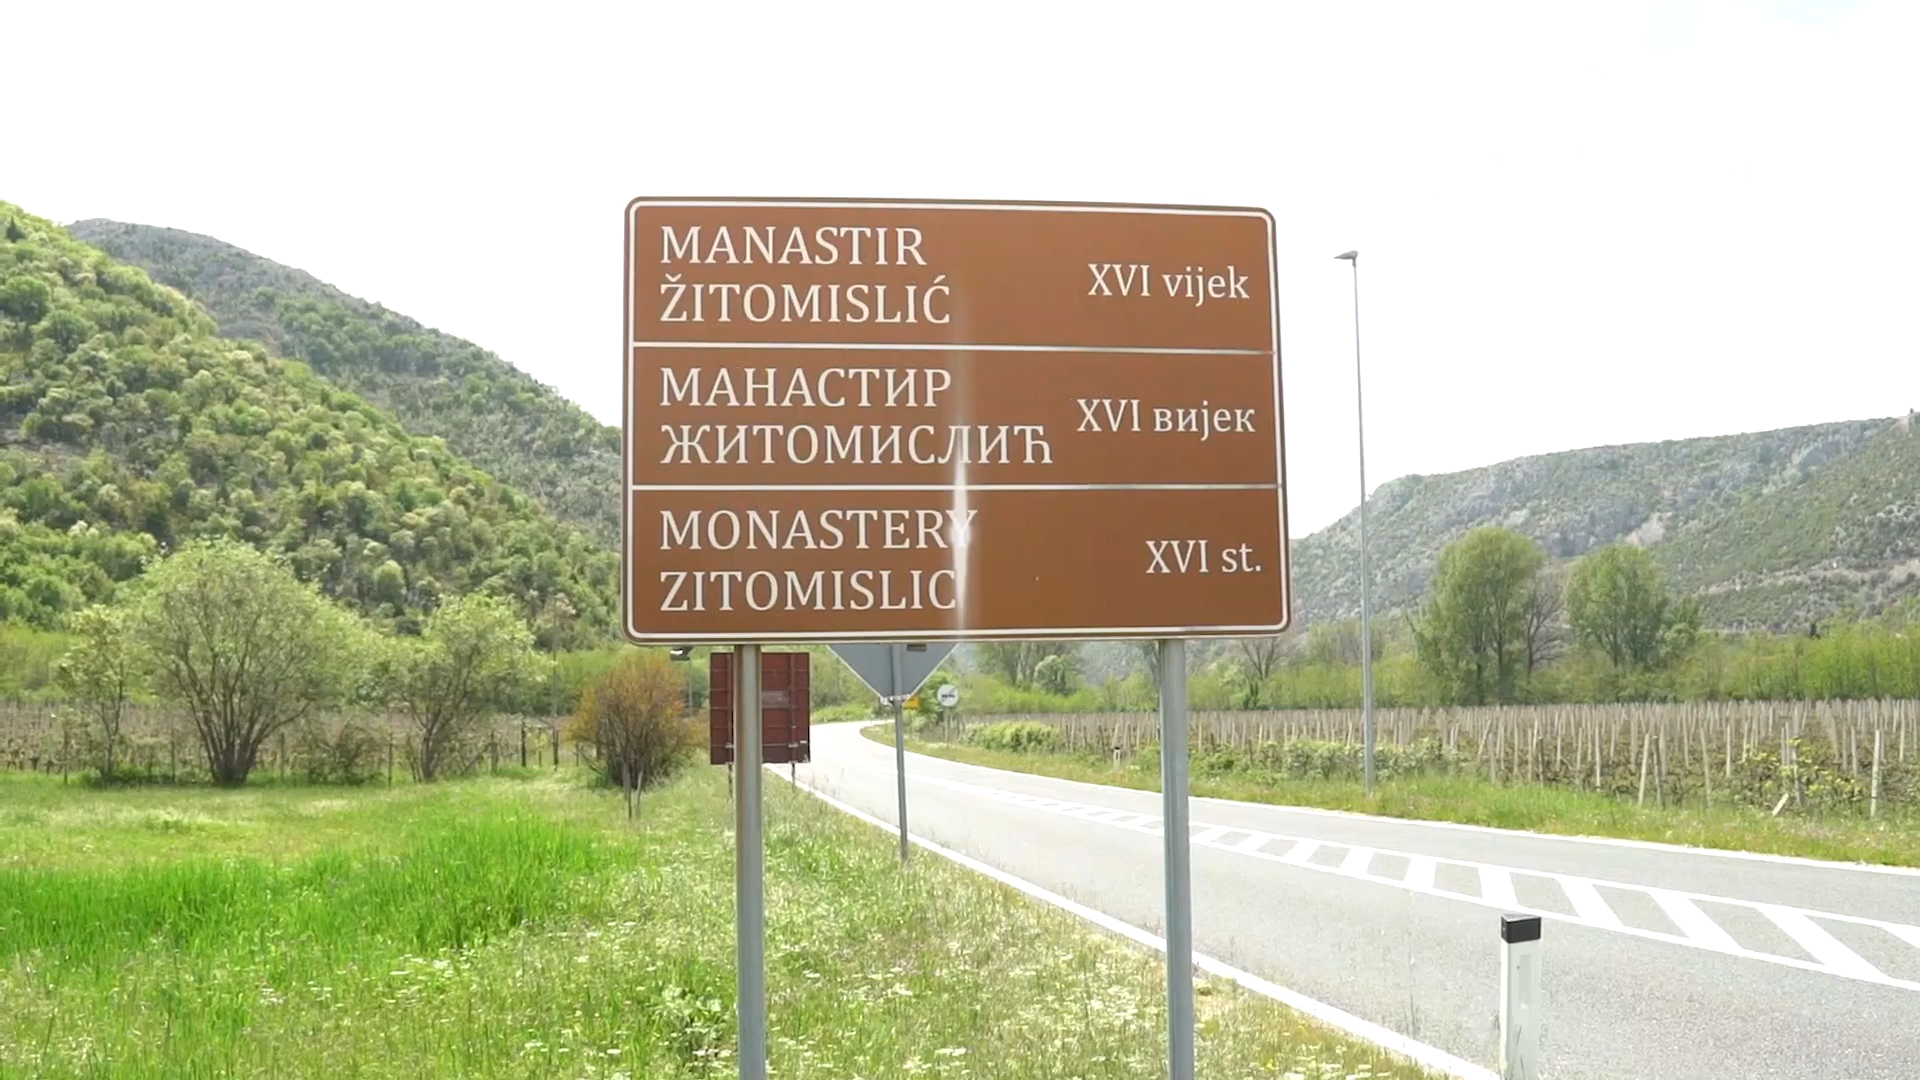 MANASTIR
ŽITOMISLIĆ
XVI vijek
МАНАСТИР
ЖИТОМИСЛИЋ
XVI вијек
MONASTERY
ZITOMISLIC
XVI st.